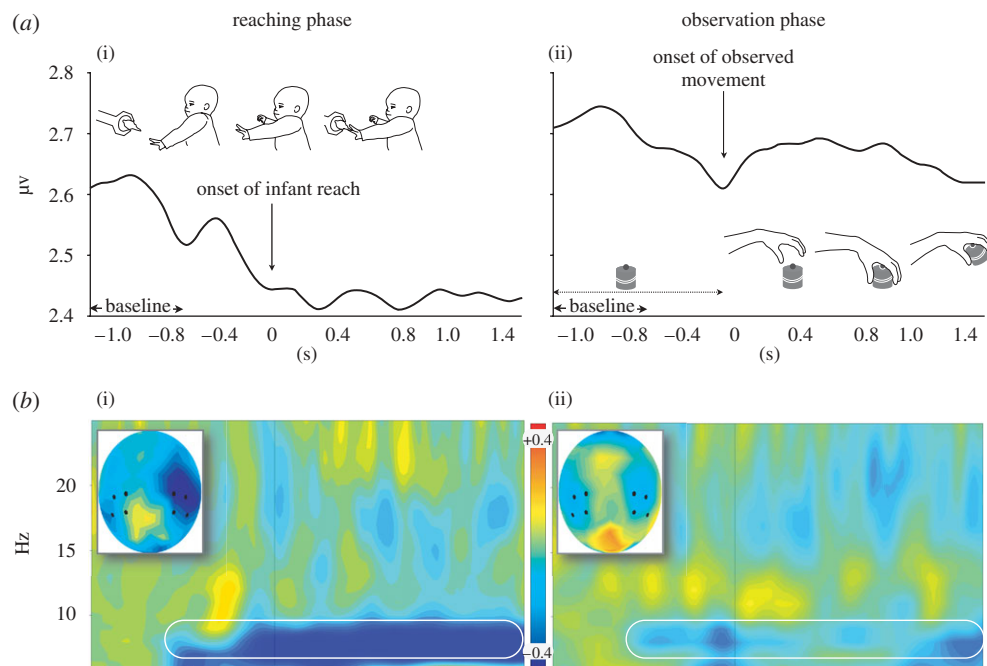 (a)
reaching phase
observation phase
(i)
(ii)
onset of observed
movement
2.8
2.7
2.6
2.5
2.4
μv
onset of infant reach
baseline
baseline
−1.0 −0.8 −0.4 0 0.4 0.8 1.0 1.5
(s)
−1.0 −0.8 −0.4 0 0.4 0.8 1.0 1.4
(s)
(b)
(i)
(ii)
+0.4
−0.4
20
15
10
Hz